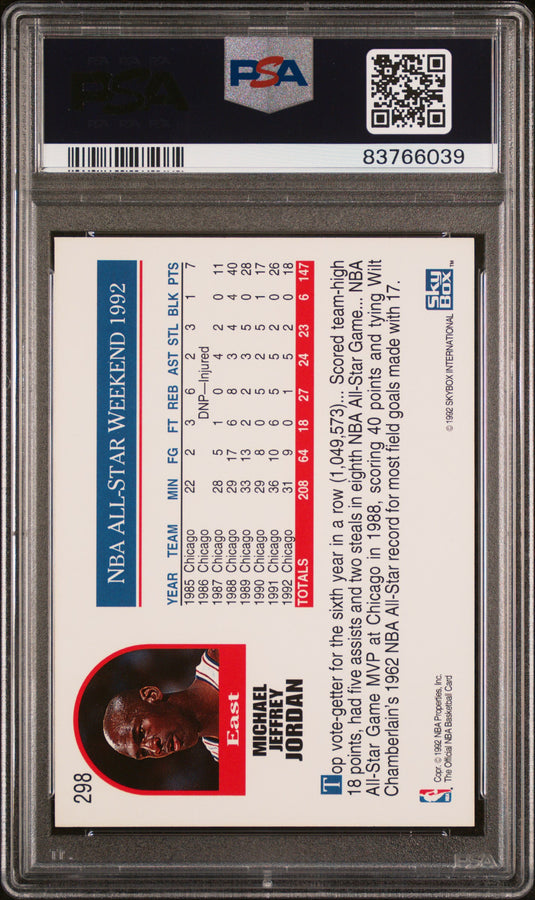 PSA
PSA
83766039
298
East
MICHAEL
JEFFREY
JORDAN
NBA ALL-STAR WEEKEND 1992
YEAR TEAM MIN FG FT REB AST STL BLK PTS
1985 Chicago 22 2 3 6 2 3 1 7
1986 Chicago DNP—Injured
1987 Chicago 28 5 1 0 4 2 0 11
1988 Chicago 29 17 6 8 3 4 4 40
1989 Chicago 33 13 2 2 3 5 0 28
1990 Chicago 29 8 0 5 2 5 1 17
1991 Chicago 36 10 6 5 5 2 0 26
1992 Chicago 31 9 0 1 5 2 0 18
TOTALS 208 64 18 27 24 23 6 147
Top vote-getter for the sixth year in a row (1,049,573)... Scored team-high
18 points, had five assists and two steals in eighth NBA All-Star Game... NBA
All-Star Game MVP at Chicago in 1988, scoring 40 points and tying Wilt
Chamberlain's 1962 NBA All-Star record for most field goals made with 17.
NBA
Copr. © 1992 NBA Properties, Inc.
The Official NBA Basketball Card
© 1992 SKYBOX INTERNATIONAL
SKY
BOX™
PSA